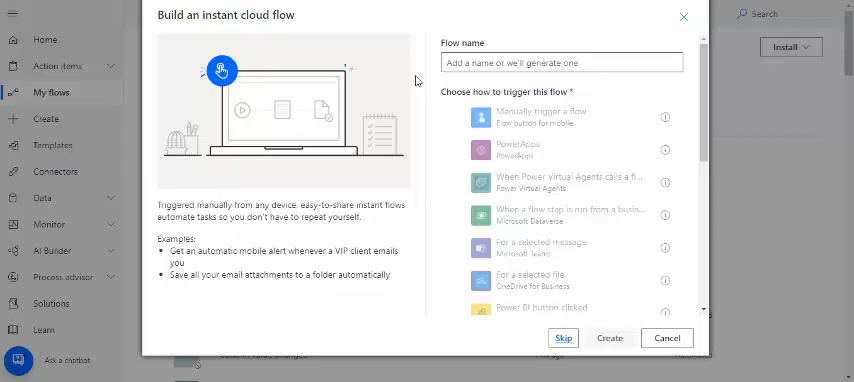 Build an instant cloud flow
Search
Home
Action items
My flows
Create
Templates
Connectors
Data
Monitor
AI Builder
Process advisor
Solutions
Learn
Ask a chatbot
Triggered manually from any device, easy-to-share instant flows
automate tasks so you don't have to repeat yourself.
Examples:
• Get an automatic mobile alert whenever a VIP client emails
you
• Save all your email attachments to a folder automatically
Flow name
Add a name or we'll generate one
Choose how to trigger this flow *
Manually trigger a flow
Flow button for mobile
PowerApps
PowerApps
When Power Virtual Agents calls a fl...
Power Virtual Agents
When a flow step is run from a busin...
Microsoft Dataverse
For a selected message
Microsoft Teams
For a selected file
OneDrive for Business
Power BI button clicked
Skip
Create
Cancel
Install